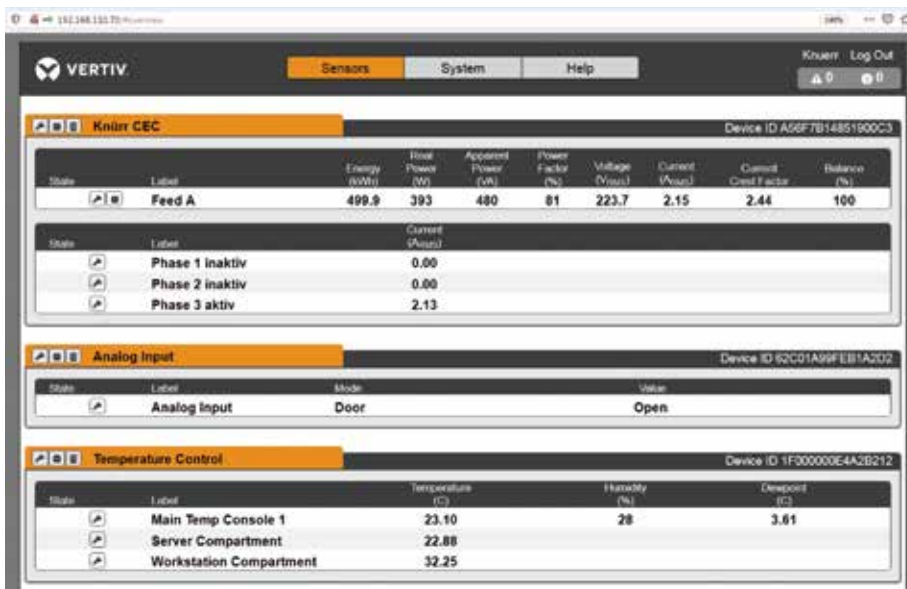 Knuerr Log Out
VERTIV
Sensors System Help
0 0
Knürr CEC Device ID A56F7B14851900C3
State Label Energy (kWh) Real Power (W) Apparent Power (VA) Power Factor (%) Voltage (Vrms) Current (Arms) Current Crest Factor Balance (%)
Feed A 499.9 393 480 81 223.7 2.15 2.44 100
State Label Current (Arms)
Phase 1 inaktiv 0.00
Phase 2 inaktiv 0.00
Phase 3 aktiv 2.13
Analog Input Device ID 62C01A99FEB1A2D2
State Label Mode Value
Analog Input Door Open
Temperature Control Device ID 1F000000E4A2B212
State Label Temperature (C) Humidity (%) Dewpoint (C)
Main Temp Console 1 23.10 28 3.61
Server Compartment 22.88
Workstation Compartment 32.25